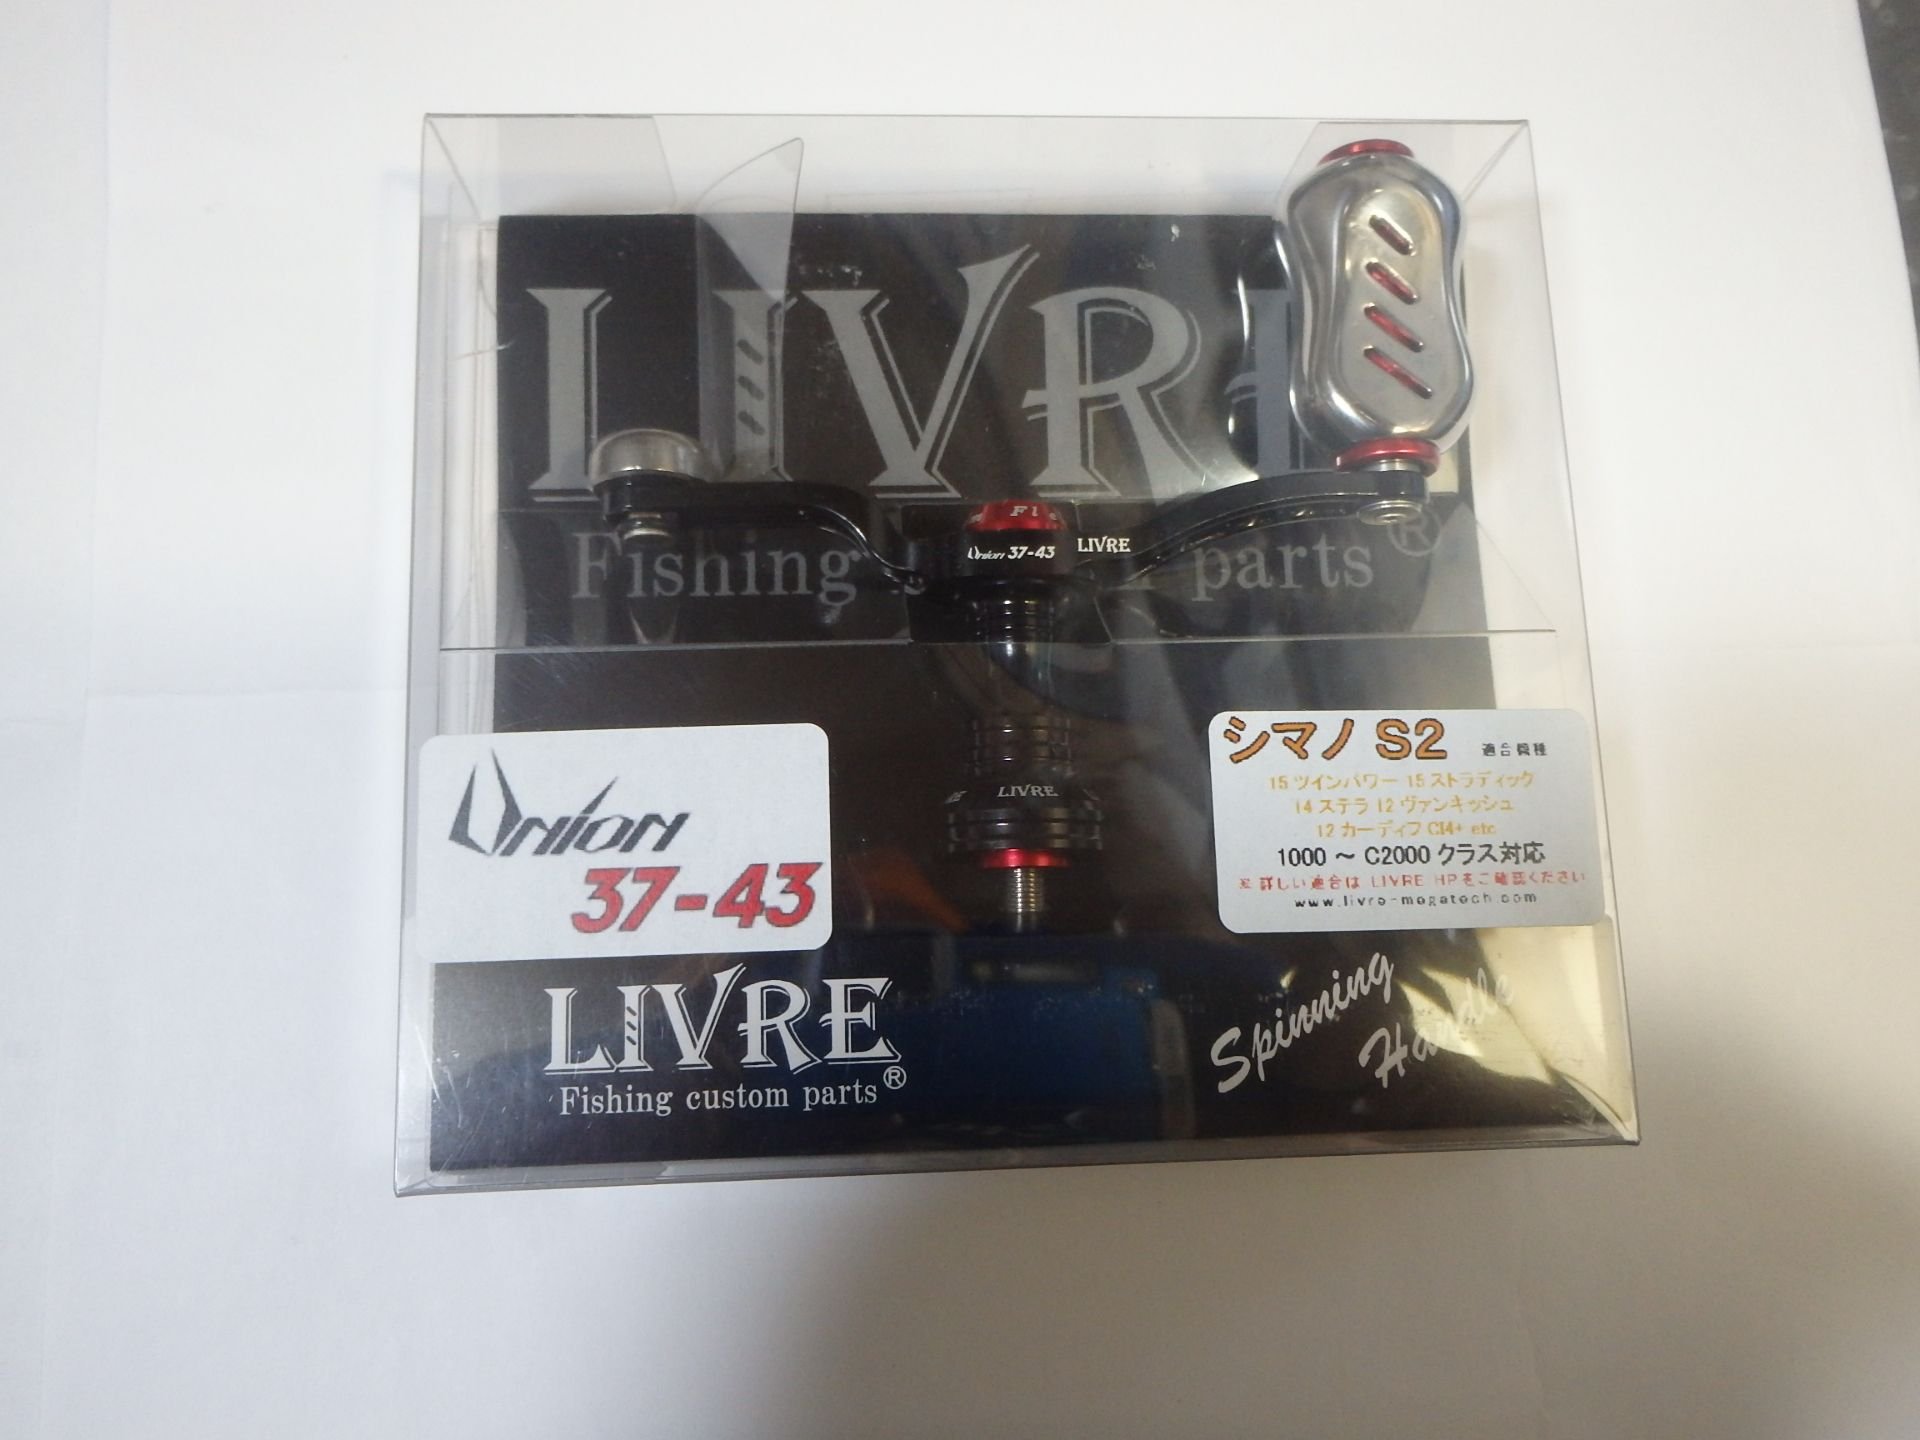 LIVRE
Fishing parts®
Union 37-43
LIVRE
LIVRE
Union
37-43
シマノ S2 適合機種
15 ツインパワー 15 ストラディック
14 ステラ 12 ヴァンキッシュ
12 カーディフ CI4+ etc
1000 ～ C2000 クラス対応
※ 詳しい適合は LIVRE HP をご確認ください
www.livre-megatech.com
LIVRE
Fishing custom parts®
Spinning
Handle